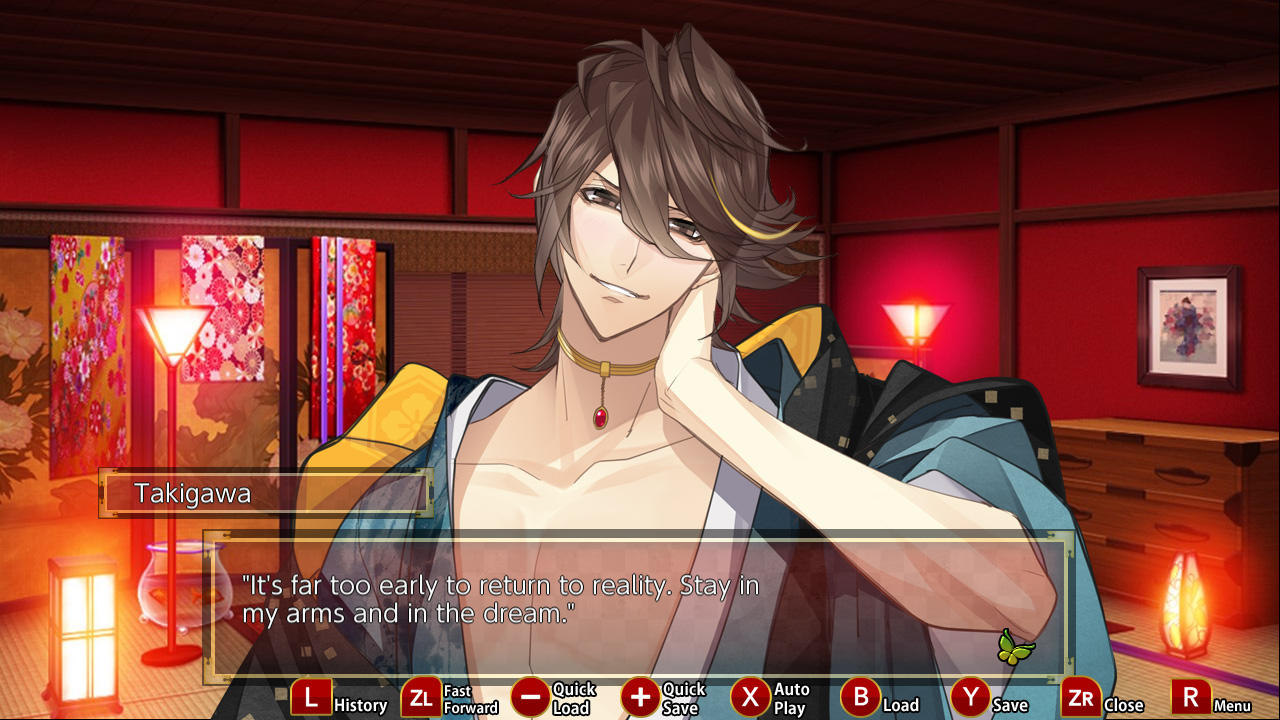 Takigawa
"It's far too early to return to reality. Stay in
my arms and in the dream."
L History
ZL Fast
Forward
− Quick
Load
+ Quick
Save
X Auto
Play
B Load
Y Save
ZR Close
R Menu